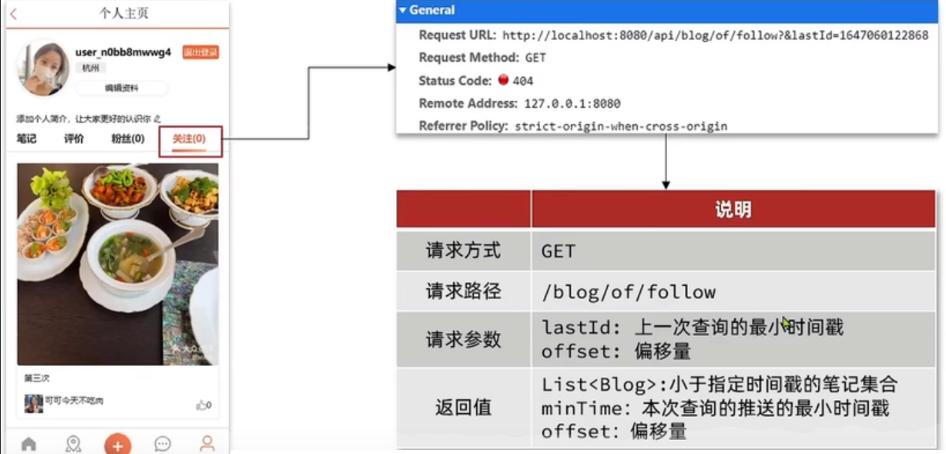 个人主页
user_n0bb8mwwg4
退出登录
杭州
编辑资料
添加个人简介，让大家更好的认识你
笔记 评价 粉丝(0) 关注(0)
第三次
可可今天不吃肉
0
General
Request URL: http://localhost:8080/api/blog/of/follow?&lastId=1647060122868
Request Method: GET
Status Code: 404
Remote Address: 127.0.0.1:8080
Referrer Policy: strict-origin-when-cross-origin
说明
请求方式 GET
请求路径 /blog/of/follow
请求参数 lastId: 上一次查询的最小时间戳
offset: 偏移量
返回值 List<Blog>:小于指定时间戳的笔记集合
minTime: 本次查询的推送的最小时间戳
offset: 偏移量